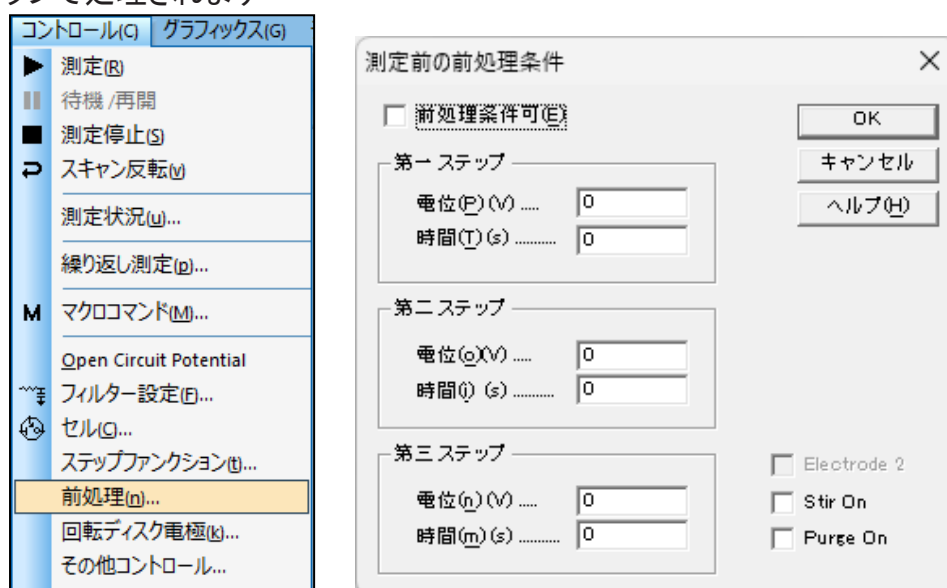 コントロール(C) グラフィックス(G)
測定(R)
待機 /再開
測定停止(S)
スキャン反転(v)
測定状況(u)...
繰り返し測定(p)...
M マクロコマンド(M)...
Open Circuit Potential
フィルター設定(F)...
セル(C)...
ステップファンクション(t)...
前処理(n)...
回転ディスク電極(k)...
その他コントロール...
測定前の前処理条件
前処理条件可(E)
OK
キャンセル
ヘルプ(H)
第一 ステップ
電位(P) (V) ..... 0
時間(T) (s) .......... 0
第二 ステップ
電位(o)(V) ..... 0
時間(i) (s) .......... 0
第三 ステップ
電位(n) (V) ..... 0
時間(m) (s) .......... 0
Electrode 2
Stir On
Purge On